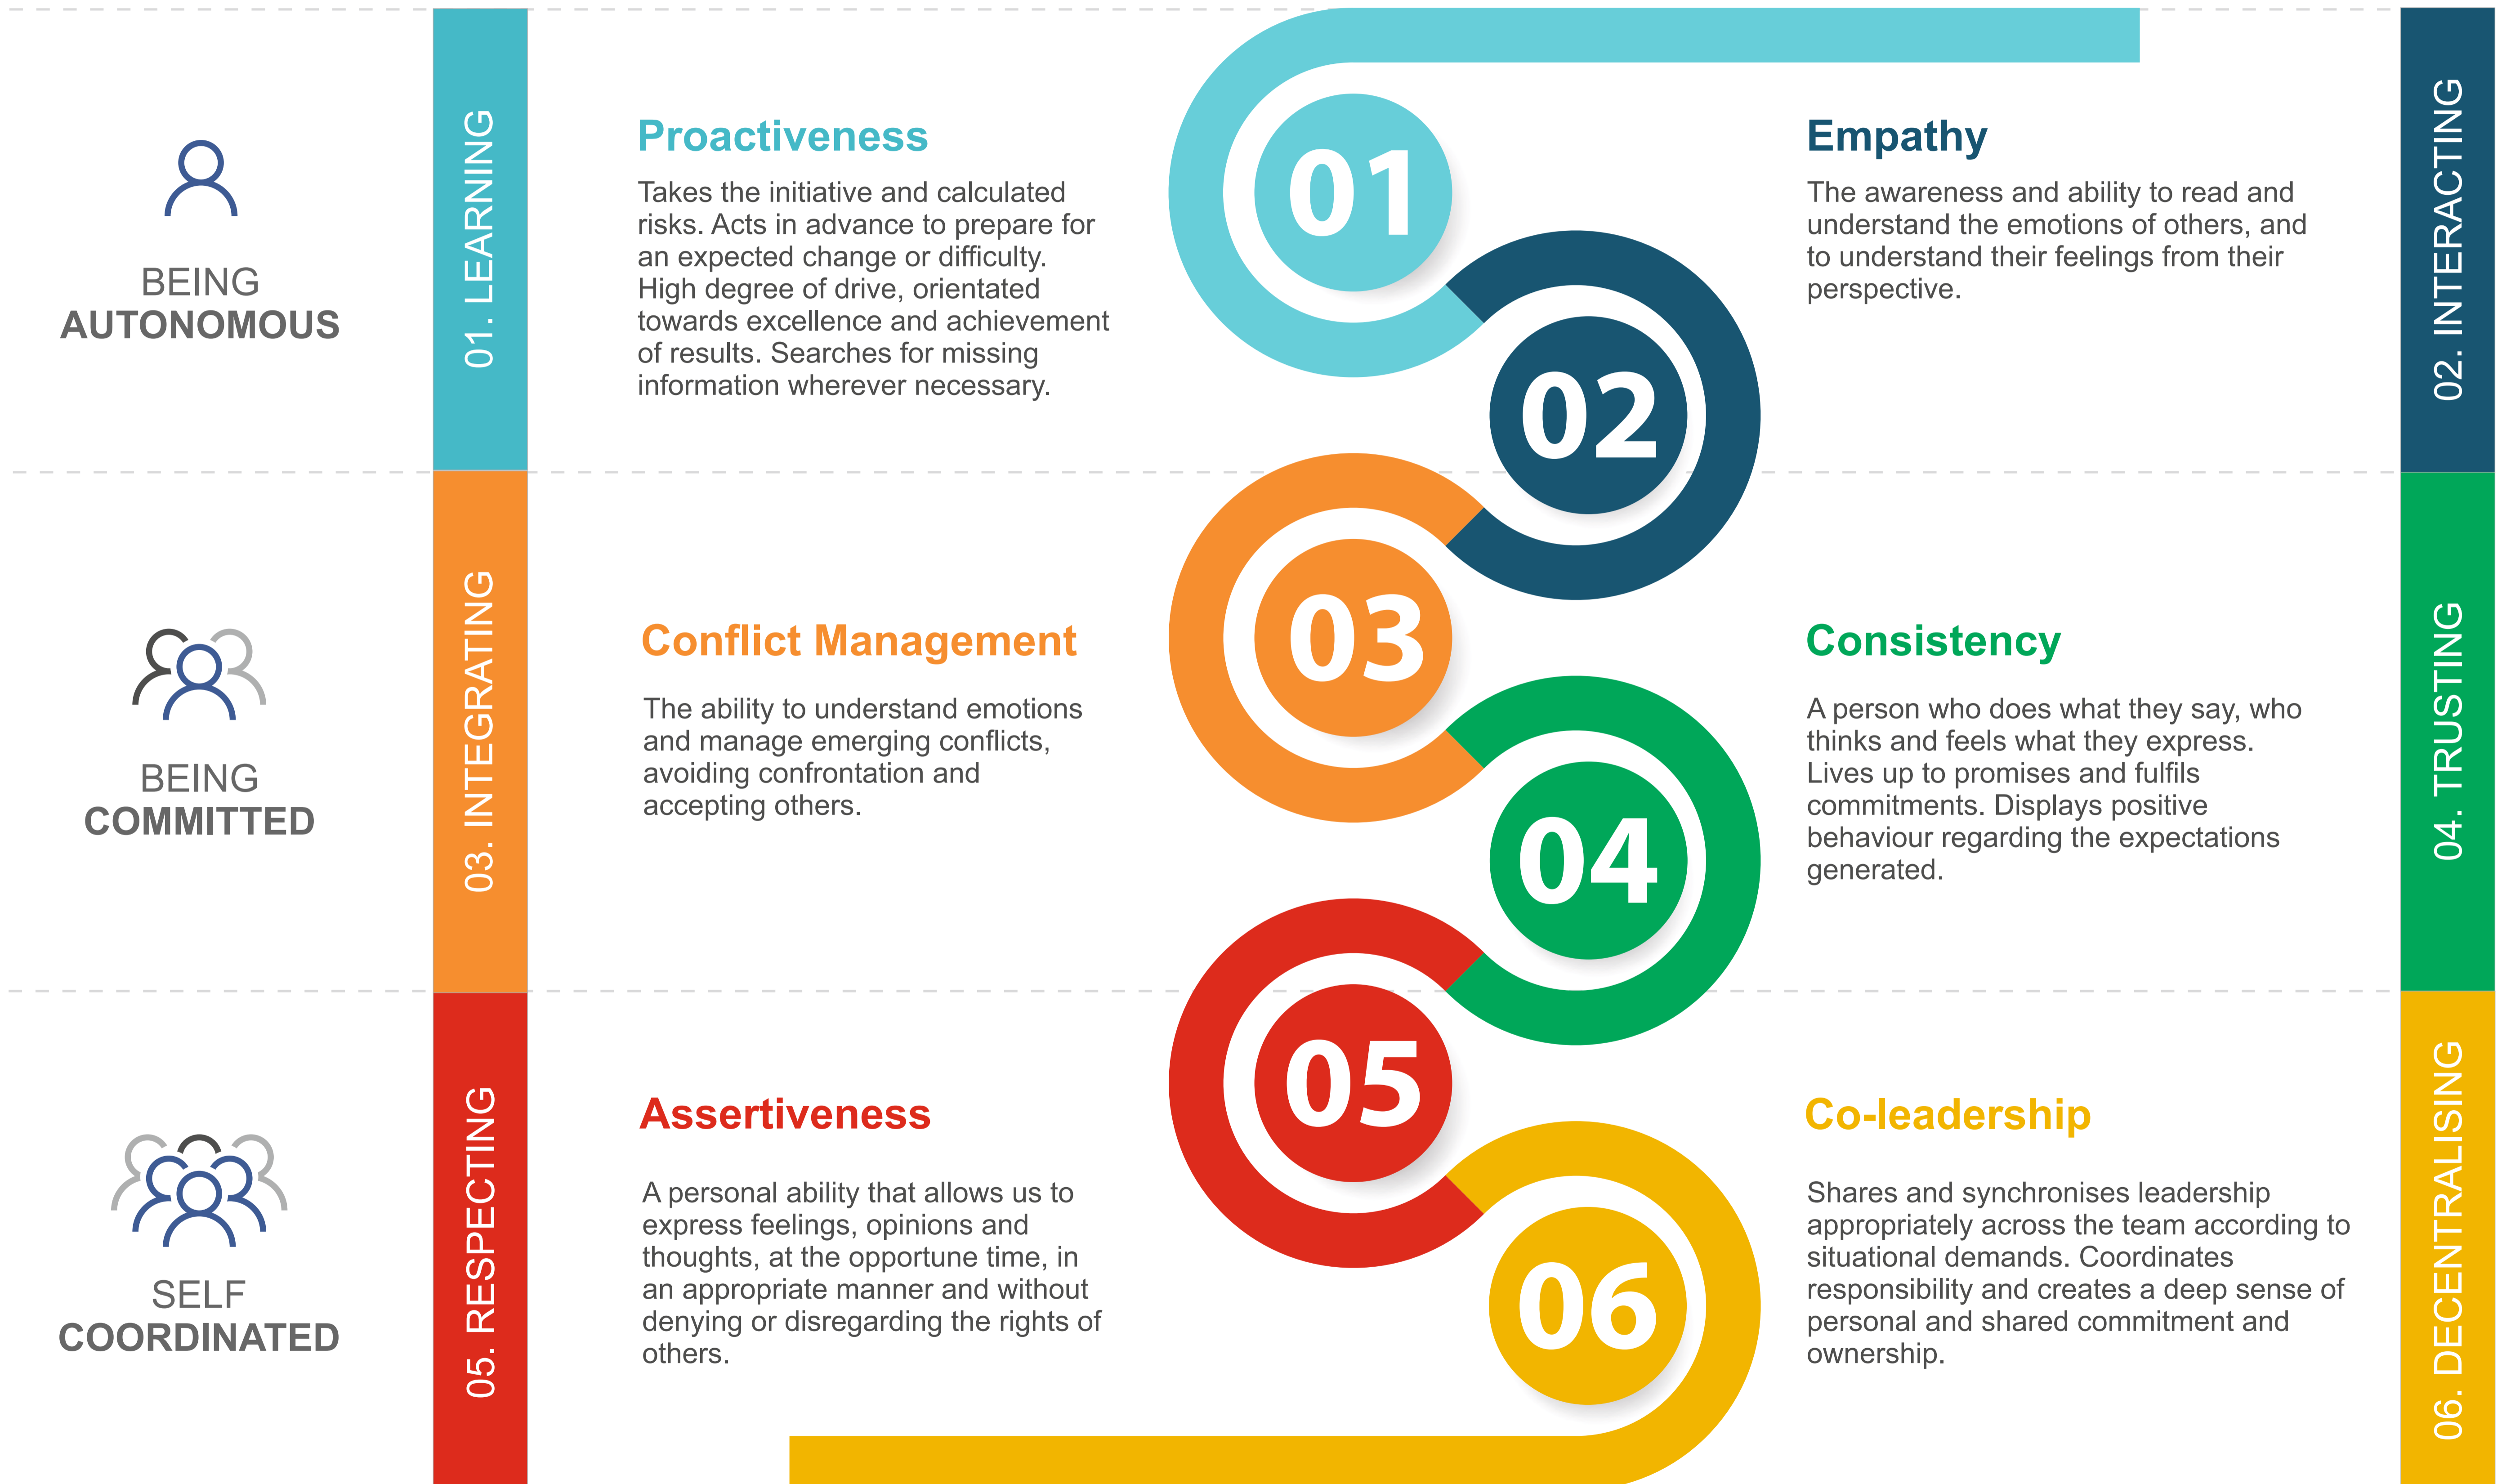 BEING
AUTONOMOUS
01. LEARNING
Proactiveness
Takes the initiative and calculated
risks. Acts in advance to prepare for
an expected change or difficulty.
High degree of drive, orientated
towards excellence and achievement
of results. Searches for missing
information wherever necessary.
01
02
Empathy
The awareness and ability to read and
understand the emotions of others, and
to understand their feelings from their
perspective.
02. INTERACTING
BEING
COMMITTED
03. INTEGRATING
Conflict Management
The ability to understand emotions
and manage emerging conflicts,
avoiding confrontation and
accepting others.
03
04
Consistency
A person who does what they say, who
thinks and feels what they express.
Lives up to promises and fulfils
commitments. Displays positive
behaviour regarding the expectations
generated.
04. TRUSTING
SELF
COORDINATED
05. RESPECTING
Assertiveness
A personal ability that allows us to
express feelings, opinions and
thoughts, at the opportune time, in
an appropriate manner and without
denying or disregarding the rights of
others.
05
06
Co-leadership
Shares and synchronises leadership
appropriately across the team according to
situational demands. Coordinates
responsibility and creates a deep sense of
personal and shared commitment and
ownership.
06. DECENTRALISING